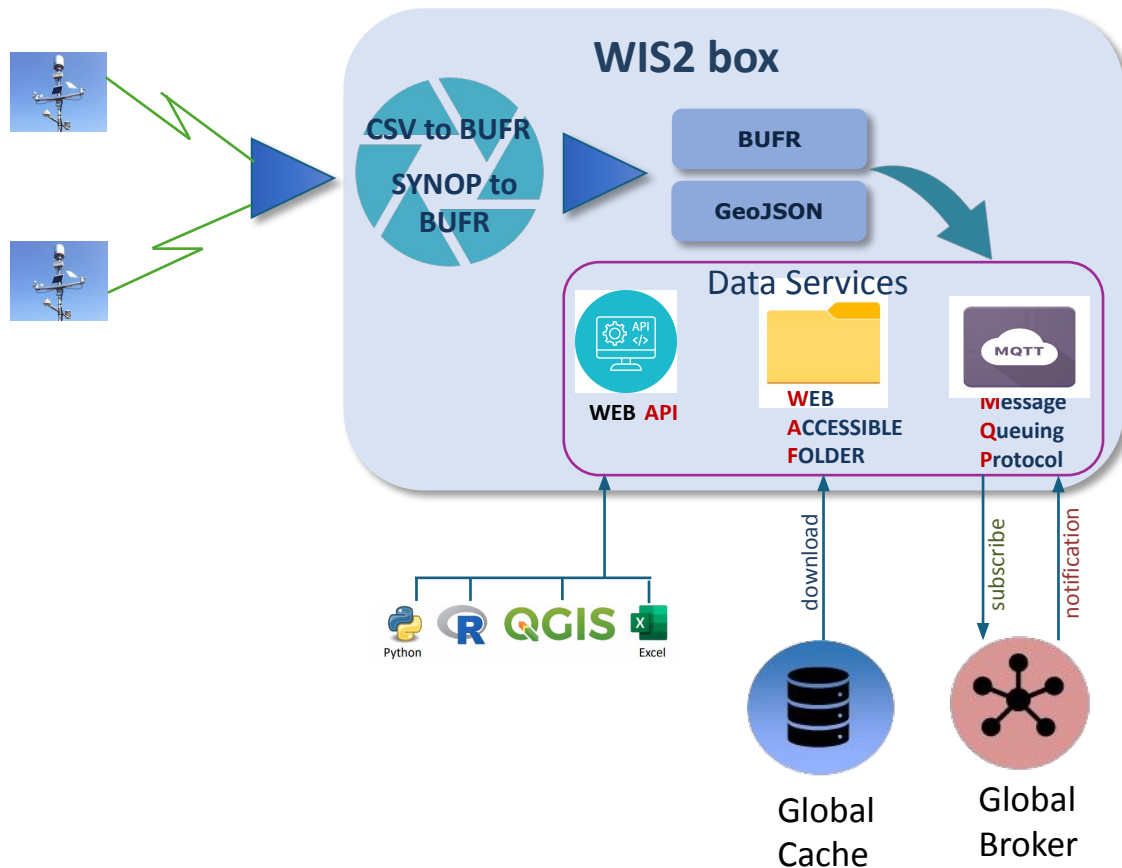 WIS2 box
CSV to BUFR
SYNOP to
BUFR
BUFR
GeoJSON
Data Services
API
</>
WEB API
WEB
ACCESSIBLE
FOLDER
MQTT
Message
Queuing
Protocol
download
subscribe
notification
Python
R
QGIS
X
Excel
Global
Cache
Global
Broker